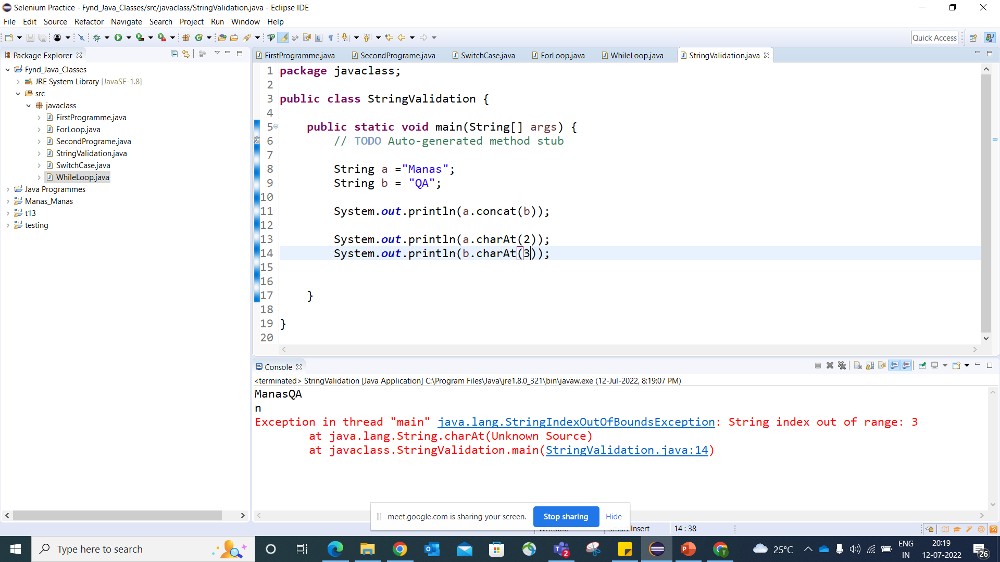 Selenium Practice - Fynd_Java_Classes/src/javaclass/StringValidation.java - Eclipse IDE
File Edit Source Refactor Navigate Search Project Run Window Help
Quick Access
Package Explorer
Fynd_Java_Classes
JRE System Library [JavaSE-1.8]
src
javaclass
FirstProgramme.java
ForLoop.java
SecondPrograme.java
StringValidation.java
SwitchCase.java
WhileLoop.java
Java Programmes
Manas_Manas
t13
testing
FirstProgramme.java SecondPrograme.java SwitchCase.java ForLoop.java WhileLoop.java StringValidation.java
1 package javaclass;
2
3 public class StringValidation {
4
5 public static void main(String[] args) {
6 // TODO Auto-generated method stub
7
8 String a ="Manas";
9 String b = "QA";
10
11 System.out.println(a.concat(b));
12
13 System.out.println(a.charAt(2));
14 System.out.println(b.charAt(3));
15
16
17 }
18
19 }
20
Console
<terminated> StringValidation [Java Application] C:\Program Files\Java\jre1.8.0_321\bin\javaw.exe (12-Jul-2022, 8:19:07 PM)
ManasQA
n
Exception in thread "main" java.lang.StringIndexOutOfBoundsException: String index out of range: 3
at java.lang.String.charAt(Unknown Source)
at javaclass.StringValidation.main(StringValidation.java:14)
meet.google.com is sharing your screen. Stop sharing Hide
Writable Smart Insert 14 : 38
Type here to search
2
T
25°C
ENG
IN
20:19
12-07-2022
26